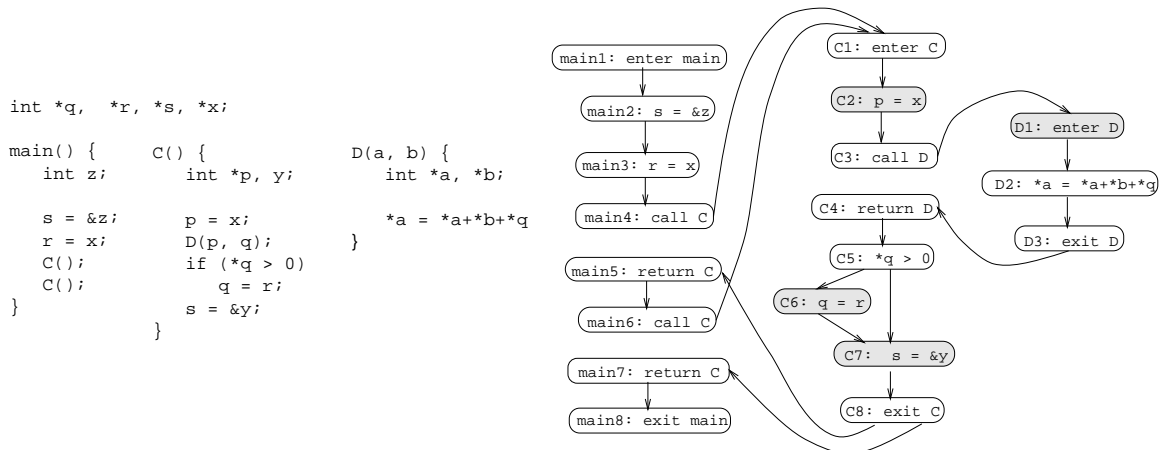 int *q, *r, *s, *x;
main() {
int z;
s = &z;
r = x;
C();
C();
}
C() {
int *p, y;
p = x;
D(p, q);
if (*q > 0)
q = r;
s = &y;
}
D(a, b) {
int *a, *b;
*a = *a+*b+*q
}
main1: enter main
main2: s = &z
main3: r = x
main4: call C
main5: return C
main6: call C
main7: return C
main8: exit main
C1: enter C
C2: p = x
C3: call D
C4: return D
C5: *q > 0
C6: q = r
C7: s = &y
C8: exit C
D1: enter D
D2: *a = *a+*b+*q
D3: exit D